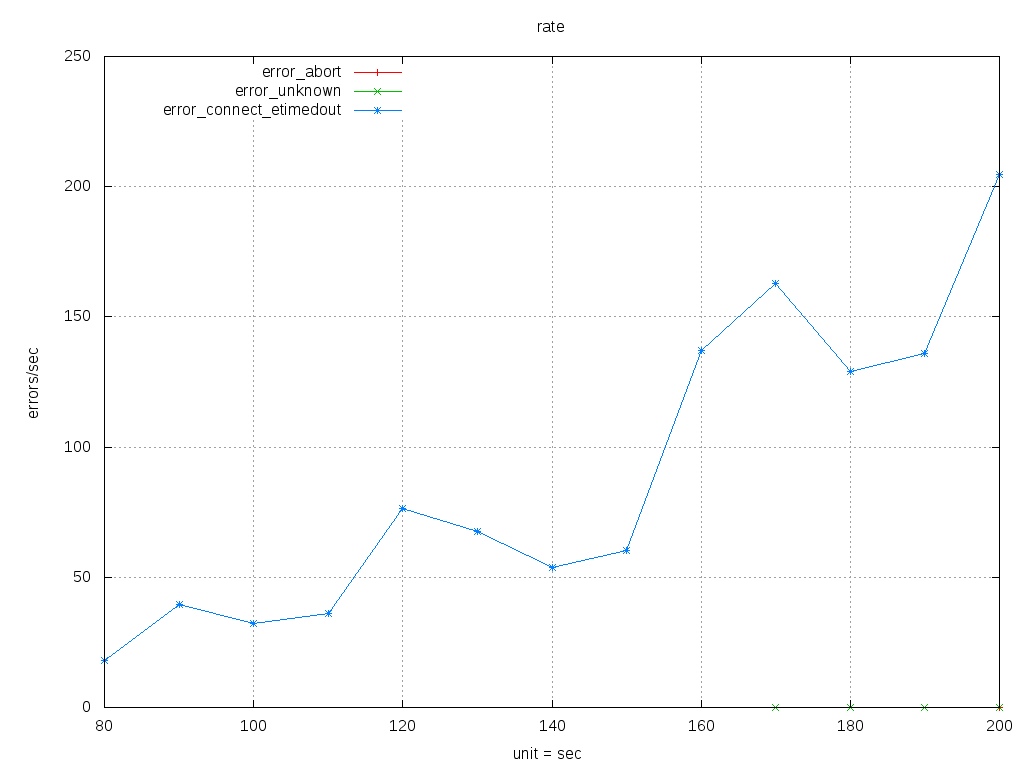 rate
250
200
150
100
50
0
error_abort
error_unknown
error_connect_etimedout
errors/sec
80 100 120 140 160 180 200
unit = sec